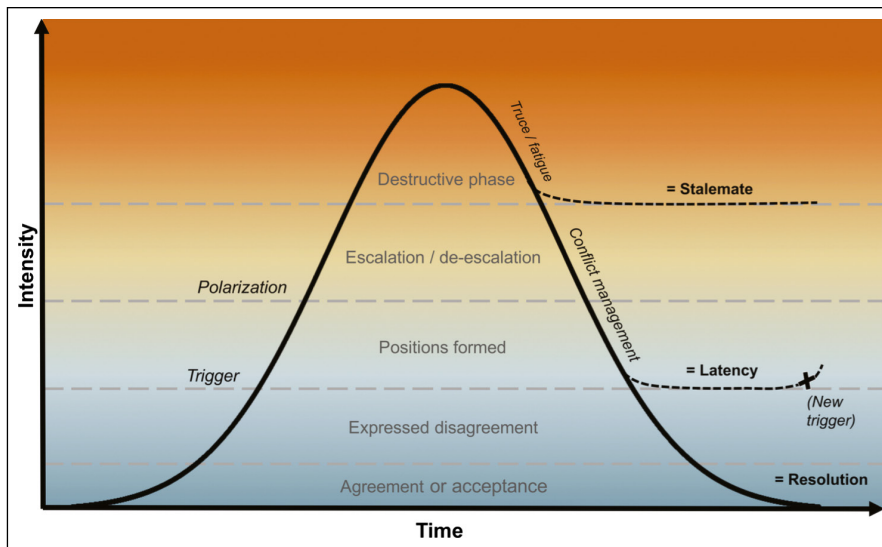 Truce / fatigue
Destructive phase
= Stalemate
Escalation / de-escalation
Conflict management
Intensity
Polarization
Positions formed
Trigger
= Latency
(New
trigger)
Expressed disagreement
= Resolution
Agreement or acceptance
Time